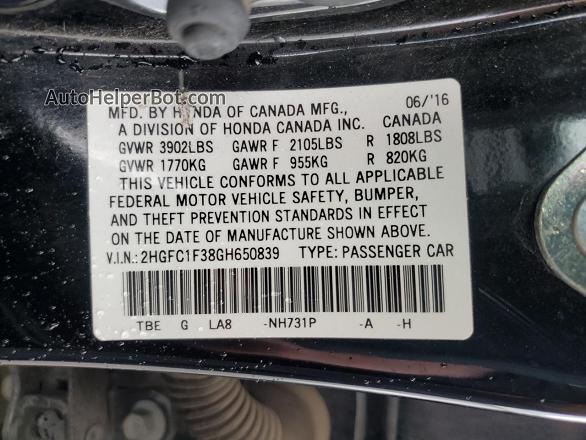 AutoHelperBot.com
MFD. BY HONDA OF CANADA MFG., 06/'16
A DIVISION OF HONDA CANADA INC. CANADA
GVWR 3902LBS GAWR F 2105LBS R 1808LBS
GVWR 1770KG GAWR F 955KG R 820KG
THIS VEHICLE CONFORMS TO ALL APPLICABLE
FEDERAL MOTOR VEHICLE SAFETY, BUMPER,
AND THEFT PREVENTION STANDARDS IN EFFECT
ON THE DATE OF MANUFACTURE SHOWN ABOVE.
V.I.N.:2HGFC1F38GH650839 TYPE: PASSENGER CAR
TBE G LA8 -NH731P -A -H
AutoHelperBot.com